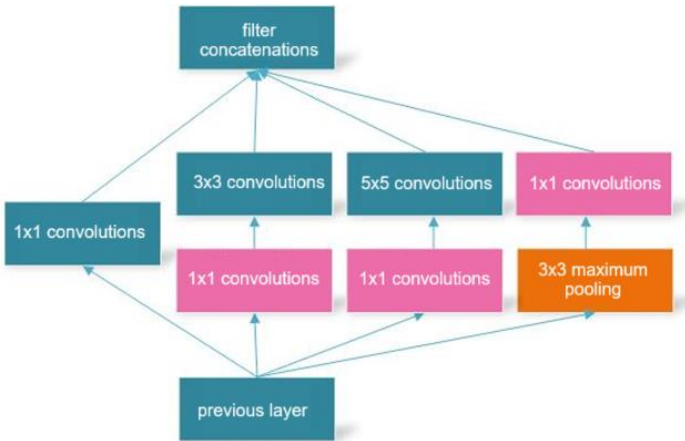 filter
concatenations
3x3 convolutions
5x5 convolutions
1x1 convolutions
1x1 convolutions
1x1 convolutions
1x1 convolutions
3x3 maximum
pooling
previous layer